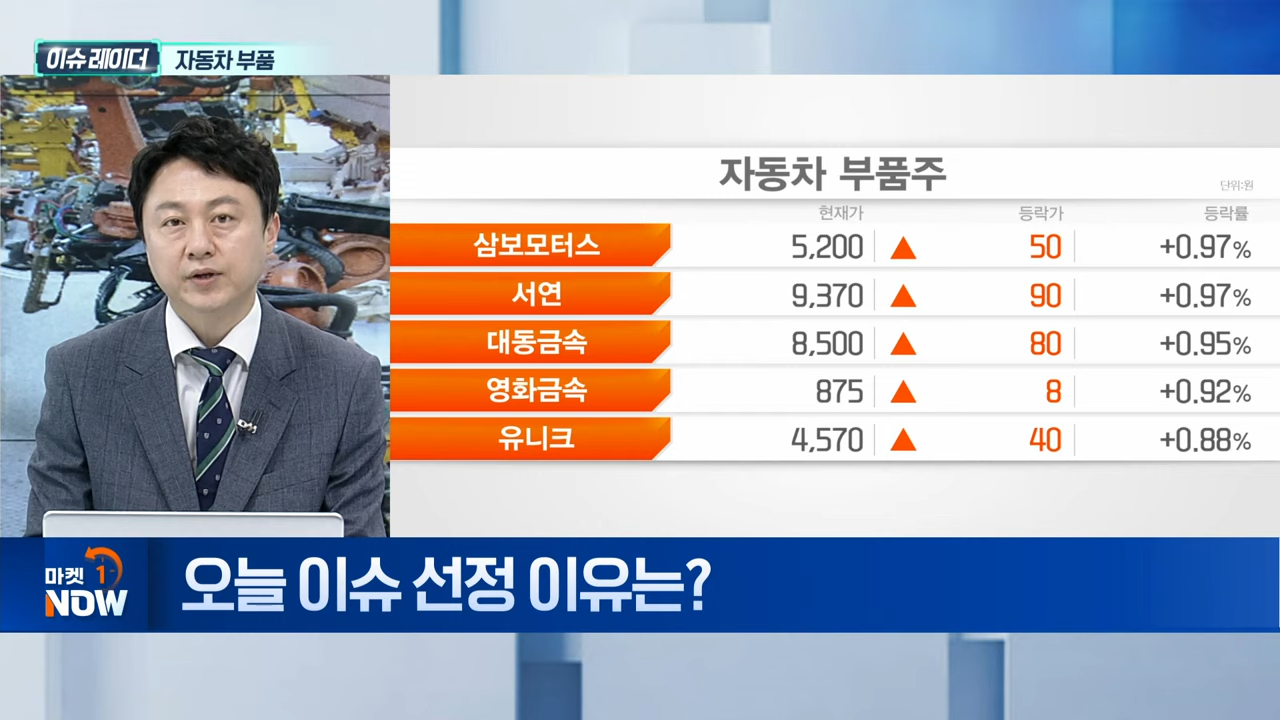 이슈 레이더 자동차 부품
자동차 부품주
단위:원
현재가 등락가 등락률
삼보모터스 5,200 ▲ 50 +0.97%
서연 9,370 ▲ 90 +0.97%
대동금속 8,500 ▲ 80 +0.95%
영화금속 875 ▲ 8 +0.92%
유니크 4,570 ▲ 40 +0.88%
마켓 1
NOW
오늘 이슈 선정 이유는?